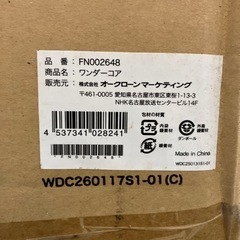 品番：FN002648
商品名：ワンダーコア
販売元：株式会社 オークローンマーケティング
〒461-0005 愛知県名古屋市東区東桜1-13-3
NHK名古屋放送センタービル14F
4 537341 028241
包装の材質
プラ
紙
ダンボール
Made in China
WDC260117S1-01(C)